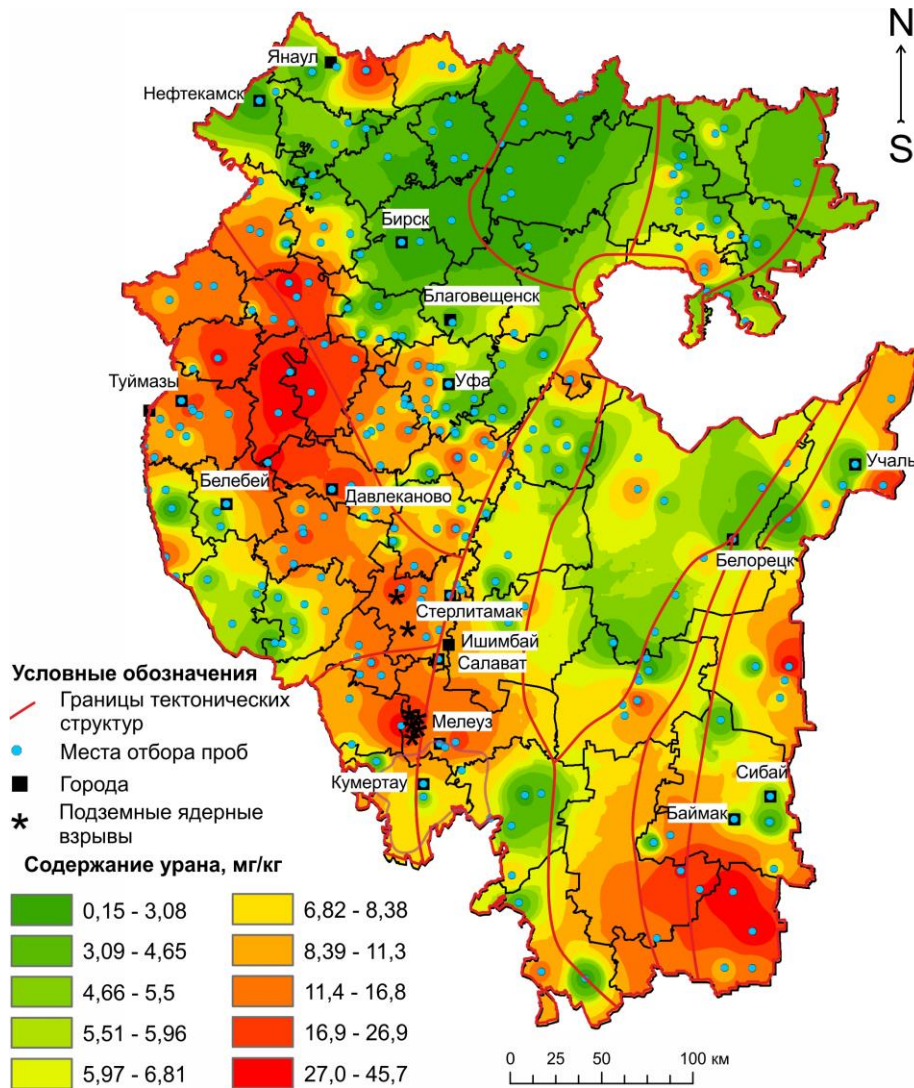 N
S
Янаул
Нефтекамск
Бирск
Благовещенск
Уфа
Туймазы
Белебей
Давлеканово
Учалы
Белорецк
Стерлитамак
Ишимбай
Салават
Мелеуз
Кумертау
Сибай
Баймак
Условные обозначения
Границы тектонических
структур
Места отбора проб
Города
Подземные ядерные
взрывы
Содержание урана, мг/кг
0,15 - 3,08
3,09 - 4,65
4,66 - 5,5
5,51 - 5,96
5,97 - 6,81
6,82 - 8,38
8,39 - 11,3
11,4 - 16,8
16,9 - 26,9
27,0 - 45,7
0 25 50 100 км